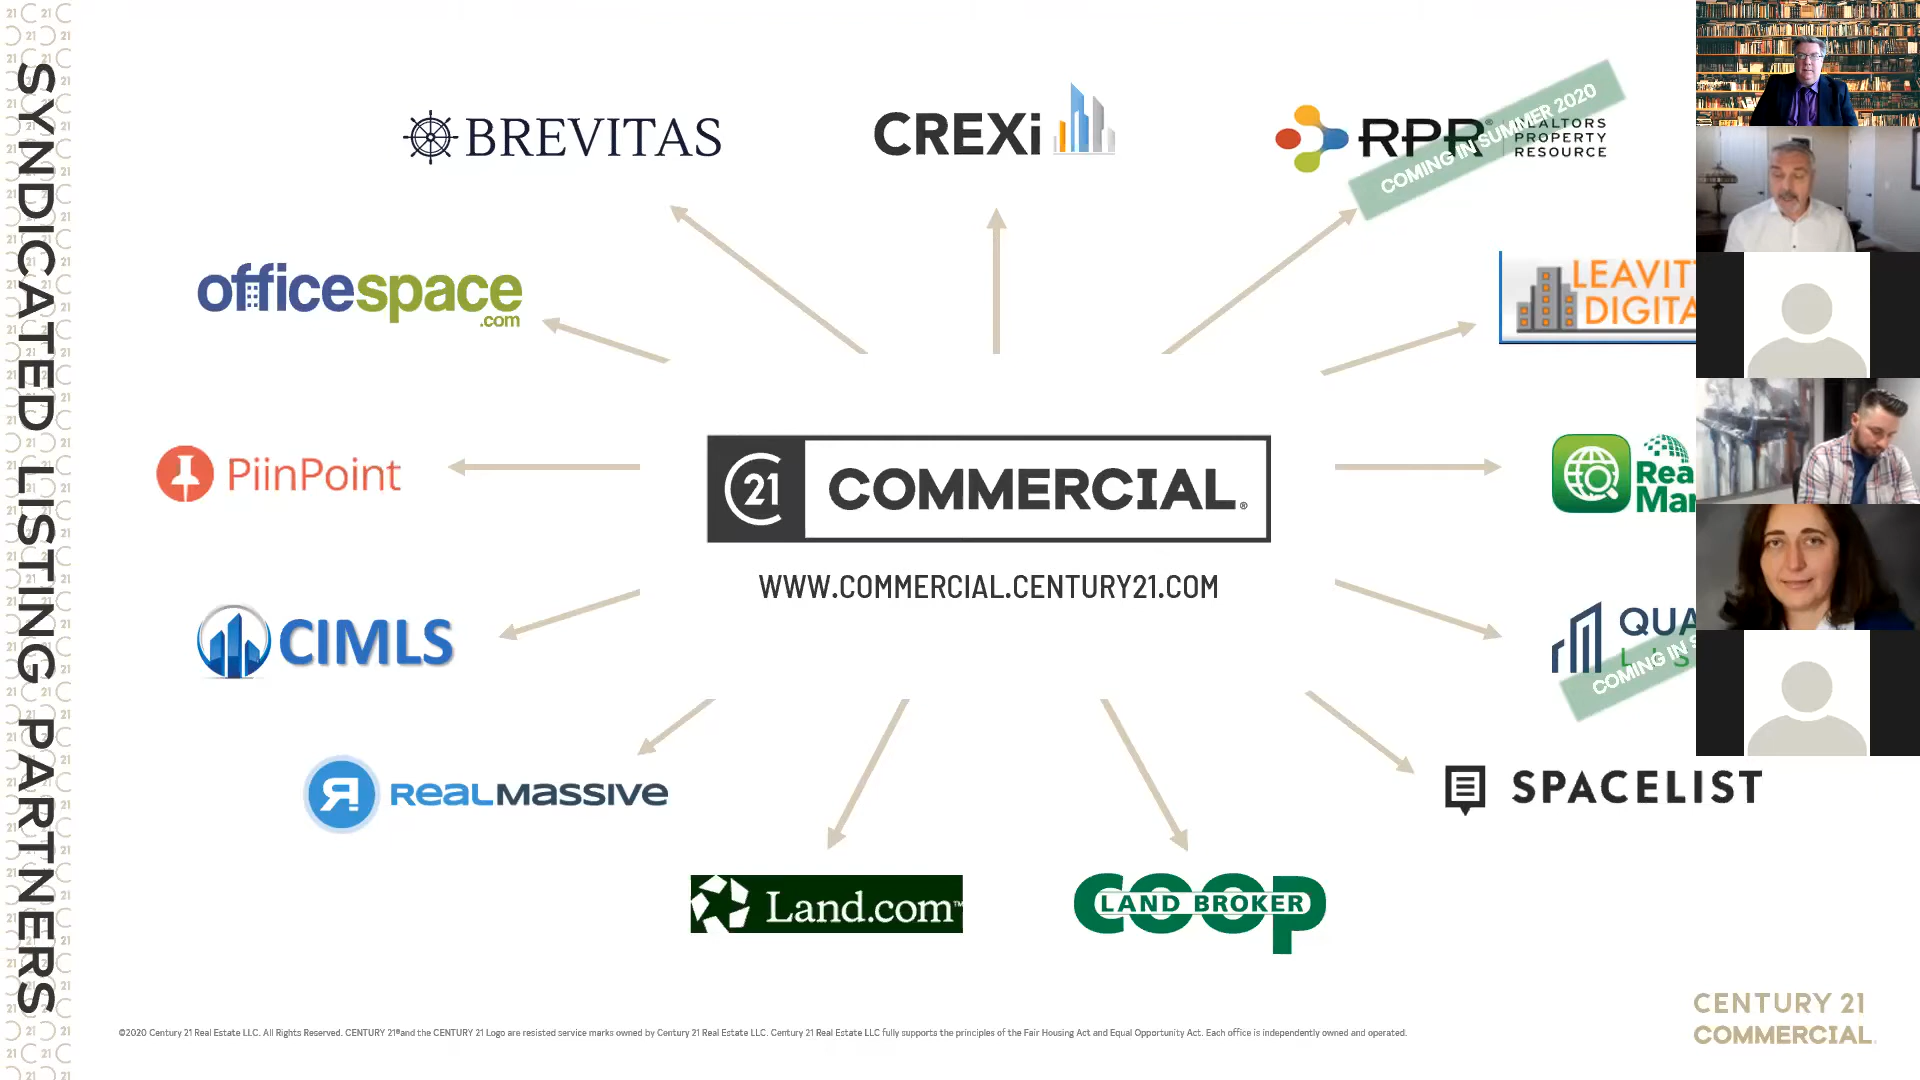 SYNDICATED LISTING PARTNERS
BREVITAS
CREXi
RPR® REALTORS
PROPERTY
RESOURCE
COMING IN SUMMER 2020
officespace
.com
LEAVITT
DIGITA
PiinPoint
21 COMMERCIAL®
Rea
Mar
WWW.COMMERCIAL.CENTURY21.COM
CIMLS
QUA
LIS
COMING IN S
REALMASSIVE
SPACELIST
Land.com™
LAND BROKER
COOP
CENTURY 21
COMMERCIAL
©2020 Century 21 Real Estate LLC. All Rights Reserved. CENTURY 21®and the CENTURY 21 Logo are resisted service marks owned by Century 21 Real Estate LLC. Century 21 Real Estate LLC fully supports the principles of the Fair Housing Act and Equal Opportunity Act. Each office is independently owned and operated.